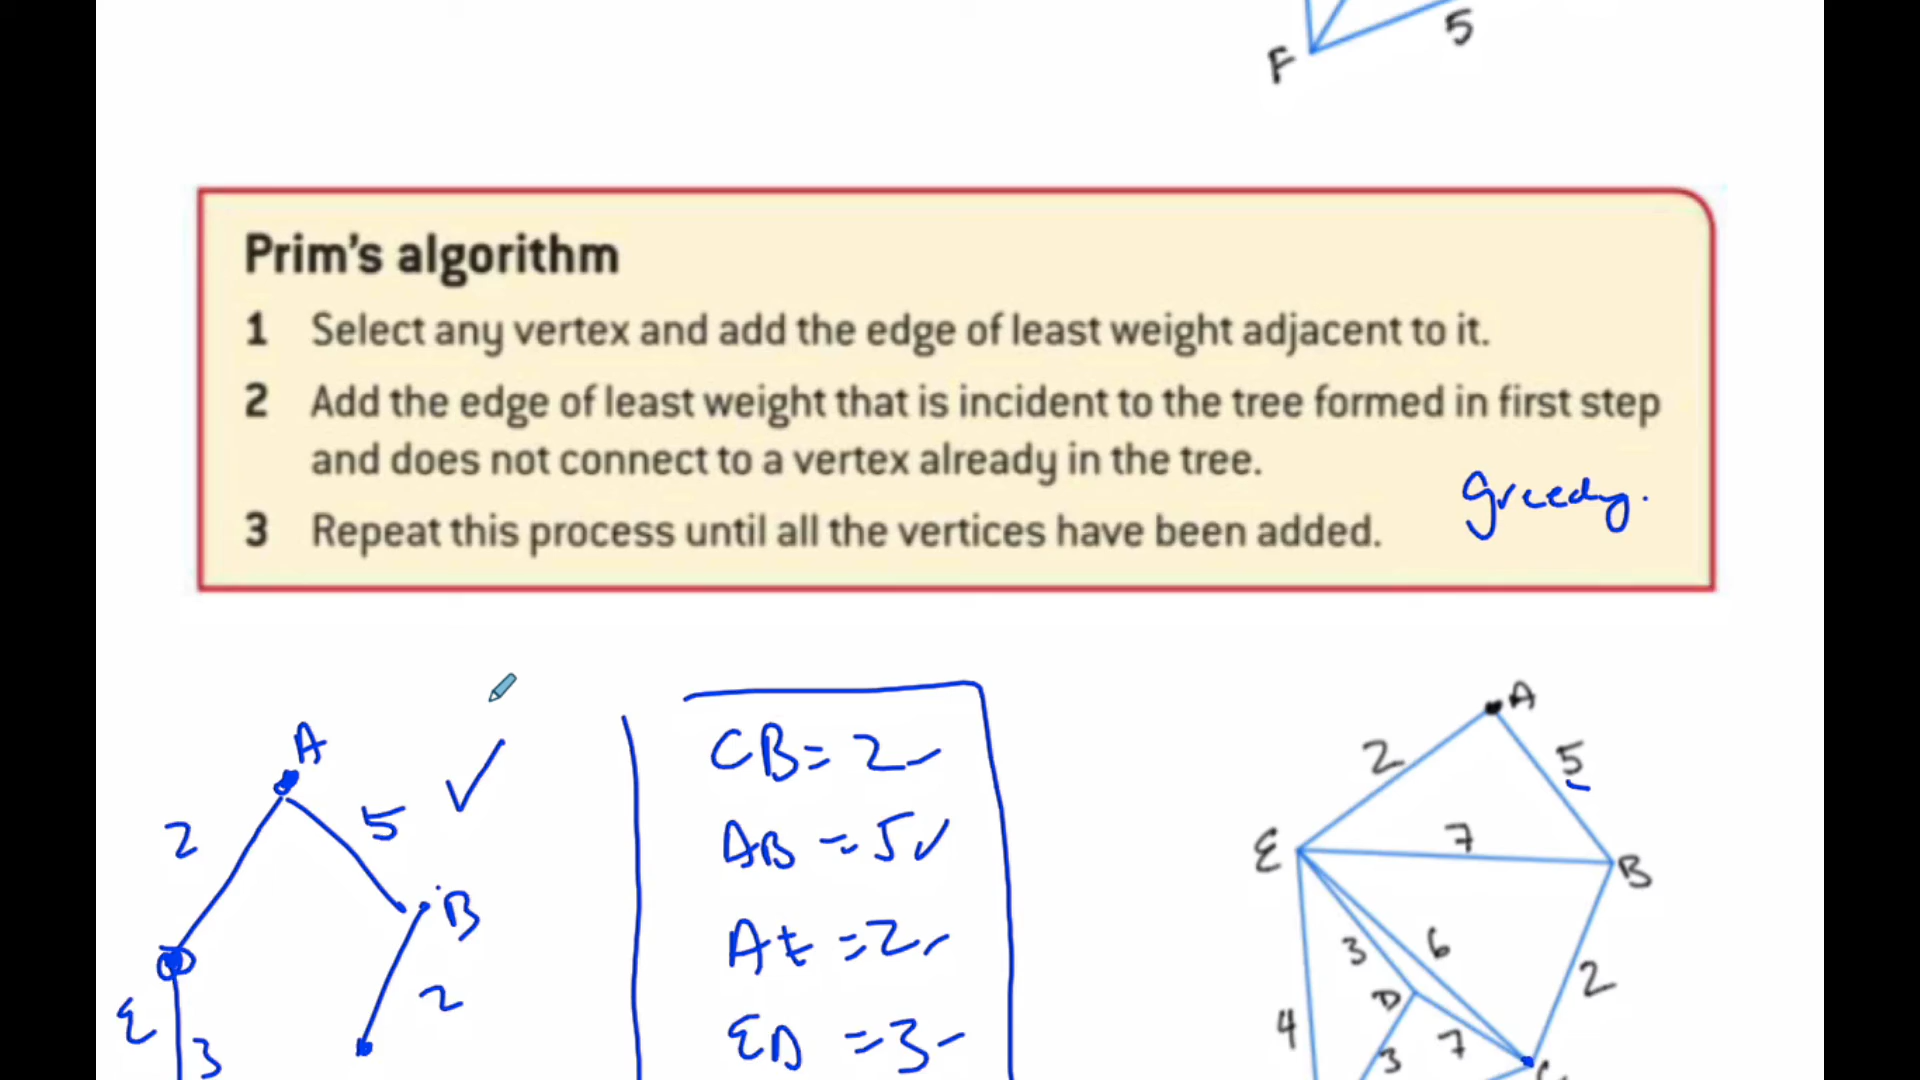 5
F
Prim's algorithm
1 Select any vertex and add the edge of least weight adjacent to it.
2 Add the edge of least weight that is incident to the tree formed in first step
and does not connect to a vertex already in the tree.
greedy.
3 Repeat this process until all the vertices have been added.
A
2
5
B
E
3
2
CB = 2
AB = 5
AE = 2
ED = 3
A
2
5
E
7
B
3
6
D
2
4
3
7
C